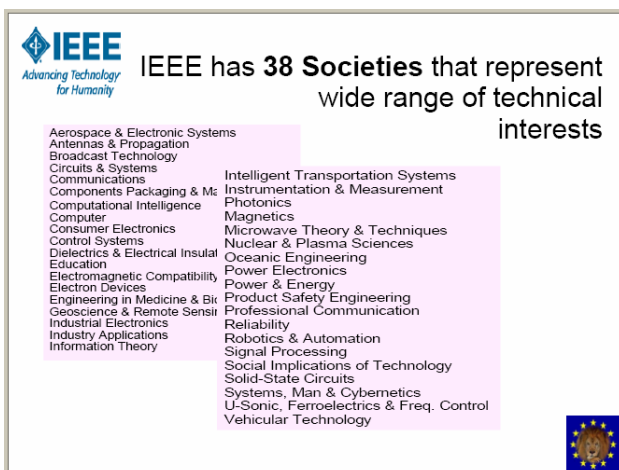 IEEE
Advancing Technology
for Humanity
IEEE has 38 Societies that represent
wide range of technical
interests
Aerospace & Electronic Systems
Antennas & Propagation
Broadcast Technology
Circuits & Systems
Communications
Components Packaging & Ma
Computational Intelligence
Computer
Consumer Electronics
Control Systems
Dielectrics & Electrical Insulat
Education
Electromagnetic Compatibility
Electron Devices
Engineering in Medicine & Bio
Geoscience & Remote Sensin
Industrial Electronics
Industry Applications
Information Theory
Intelligent Transportation Systems
Instrumentation & Measurement
Photonics
Magnetics
Microwave Theory & Techniques
Nuclear & Plasma Sciences
Oceanic Engineering
Power Electronics
Power & Energy
Product Safety Engineering
Professional Communication
Reliability
Robotics & Automation
Signal Processing
Social Implications of Technology
Solid-State Circuits
Systems, Man & Cybernetics
U-Sonic, Ferroelectrics & Freq. Control
Vehicular Technology